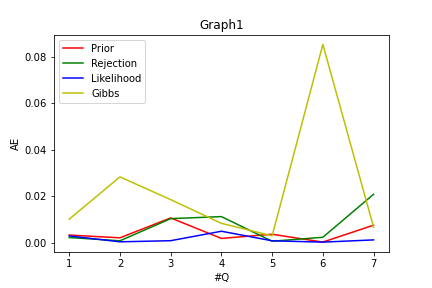 Graph1
Prior
Rejection
Likelihood
Gibbs
AE
0.08
0.06
0.04
0.02
0.00
1 2 3 4 5 6 7
#Q